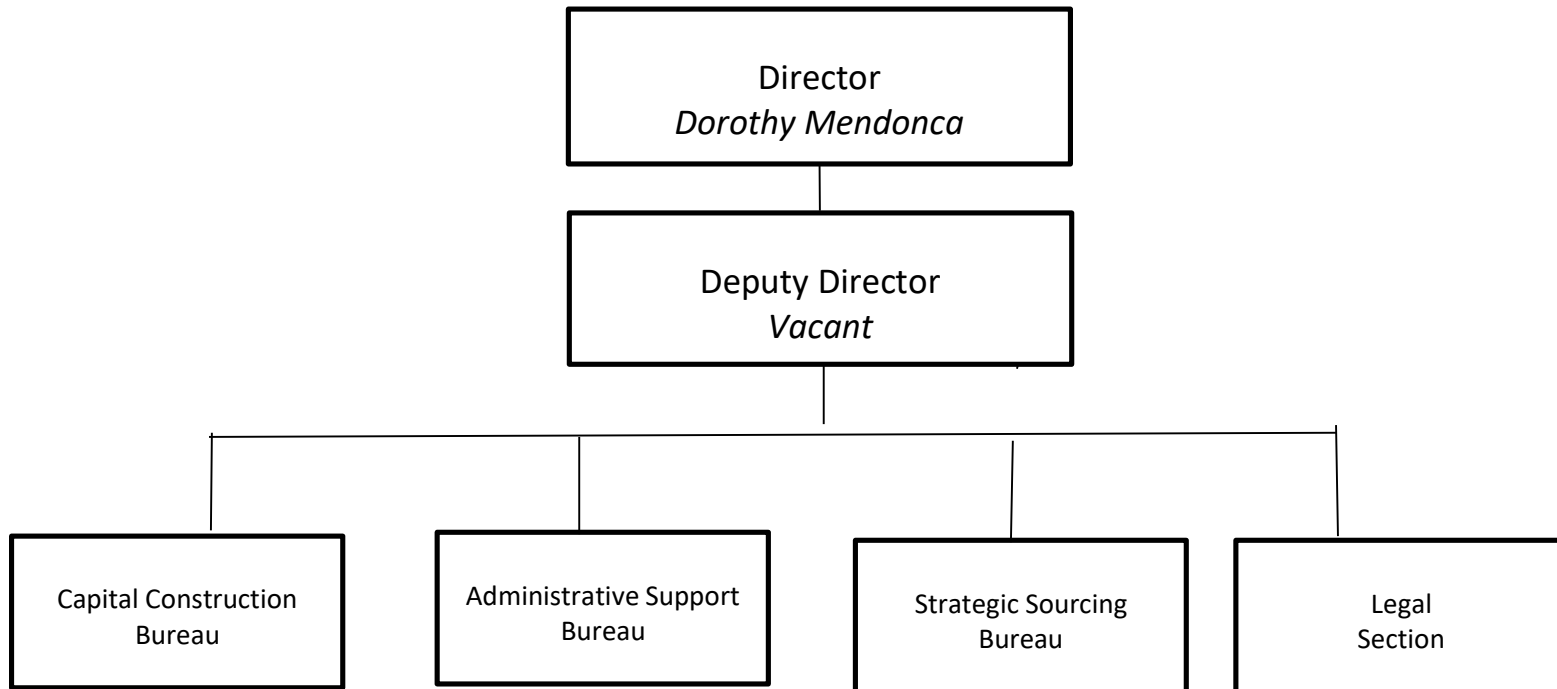 Director
Dorothy Mendonca
Deputy Director
Vacant
Capital Construction
Bureau
Administrative Support
Bureau
Strategic Sourcing
Bureau
Legal
Section